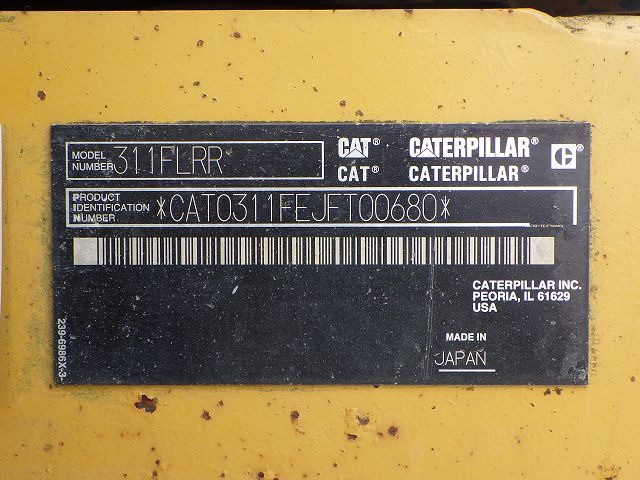 MODEL NUMBER 311FLRR
CAT® CATERPILLAR® C®
CAT® CATERPILLAR®
PRODUCT IDENTIFICATION NUMBER *CAT0311FEJFT00680*
CATERPILLAR INC.
PEORIA, IL 61629
USA
MADE IN
JAPAN
239-6986X-3